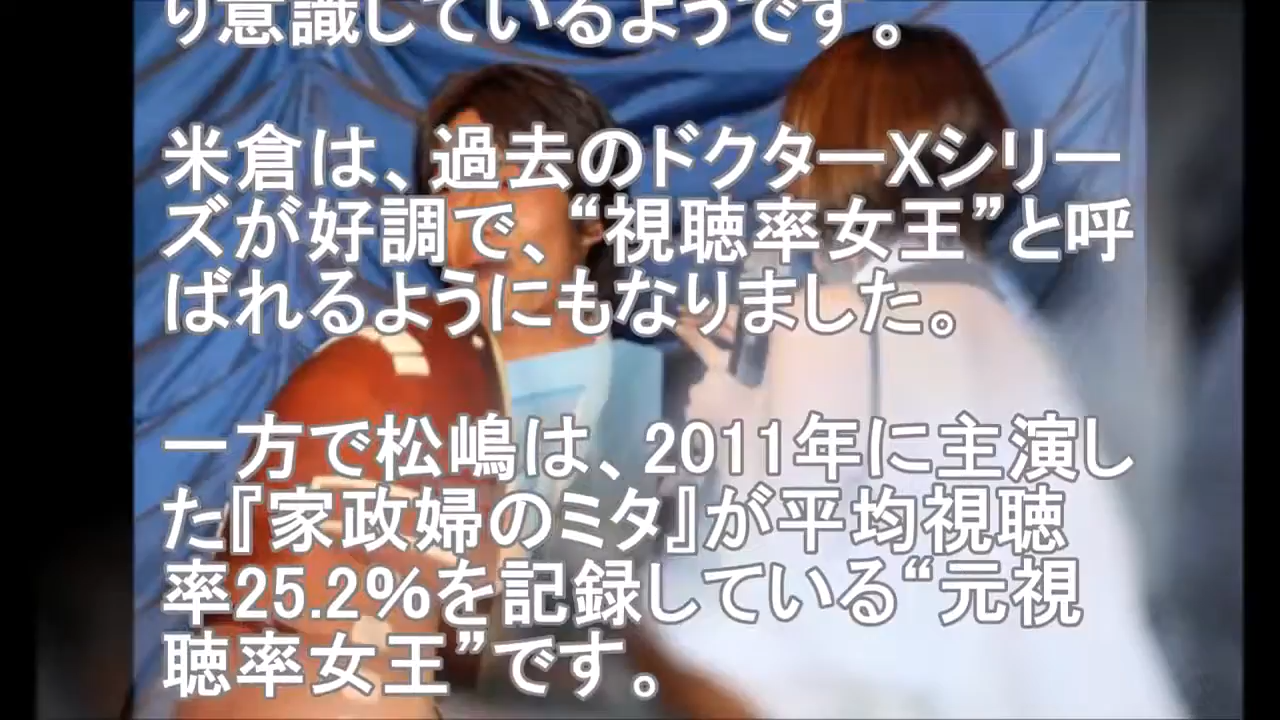 り意識しているようです。
米倉は、過去のドクターXシリー
ズが好調で、“視聴率女王”と呼
ばれるようにもなりました。
一方で松嶋は、2011年に主演し
た『家政婦のミタ』が平均視聴
率25.2%を記録している“元視
聴率女王”です。